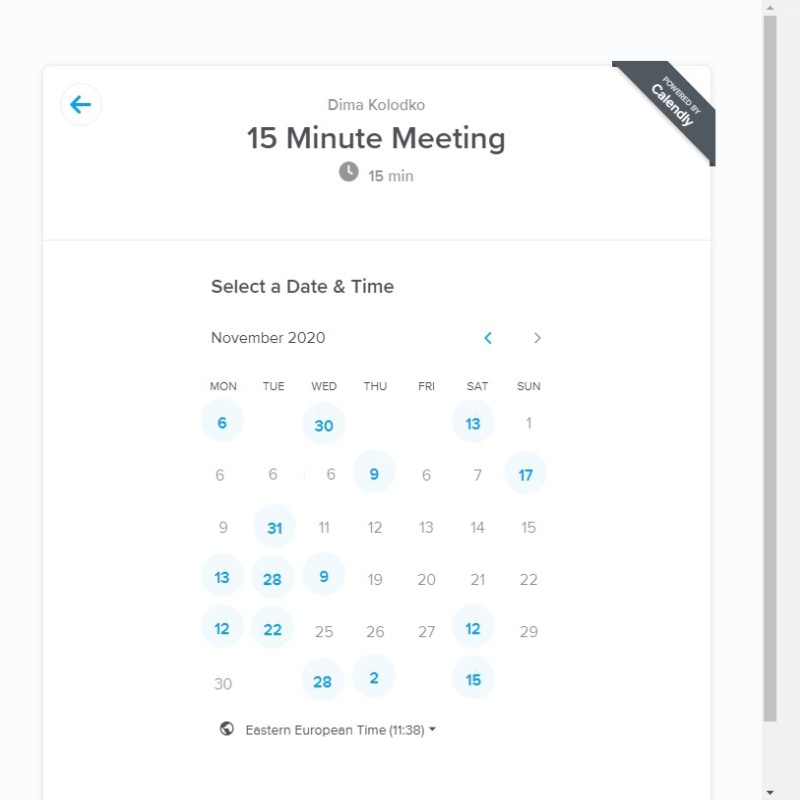 POWERED BY
Calendly
Dima Kolodko
15 Minute Meeting
15 min
Select a Date & Time
November 2020
MON TUE WED THU FRI SAT SUN
6 30 13 1
6 6 6 9 6 7 17
9 31 11 12 13 14 15
13 28 9 19 20 21 22
12 22 25 26 27 12 29
30 28 2 15
Eastern European Time (11:38)